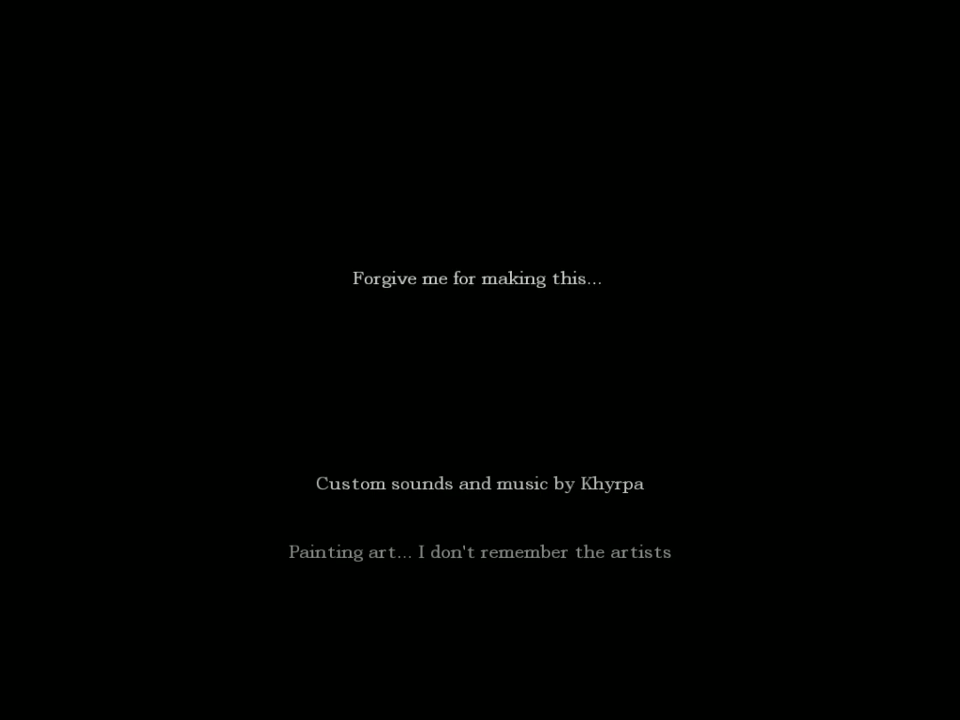 Forgive me for making this...
Custom sounds and music by Khyrpa
Painting art... I don't remember the artists